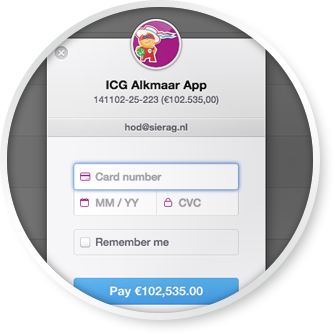 ICG Alkmaar App
141102-25-223 (€102.535,00)
hod@sierag.nl
Card number
MM / YY
CVC
Remember me
Pay €102,535.00